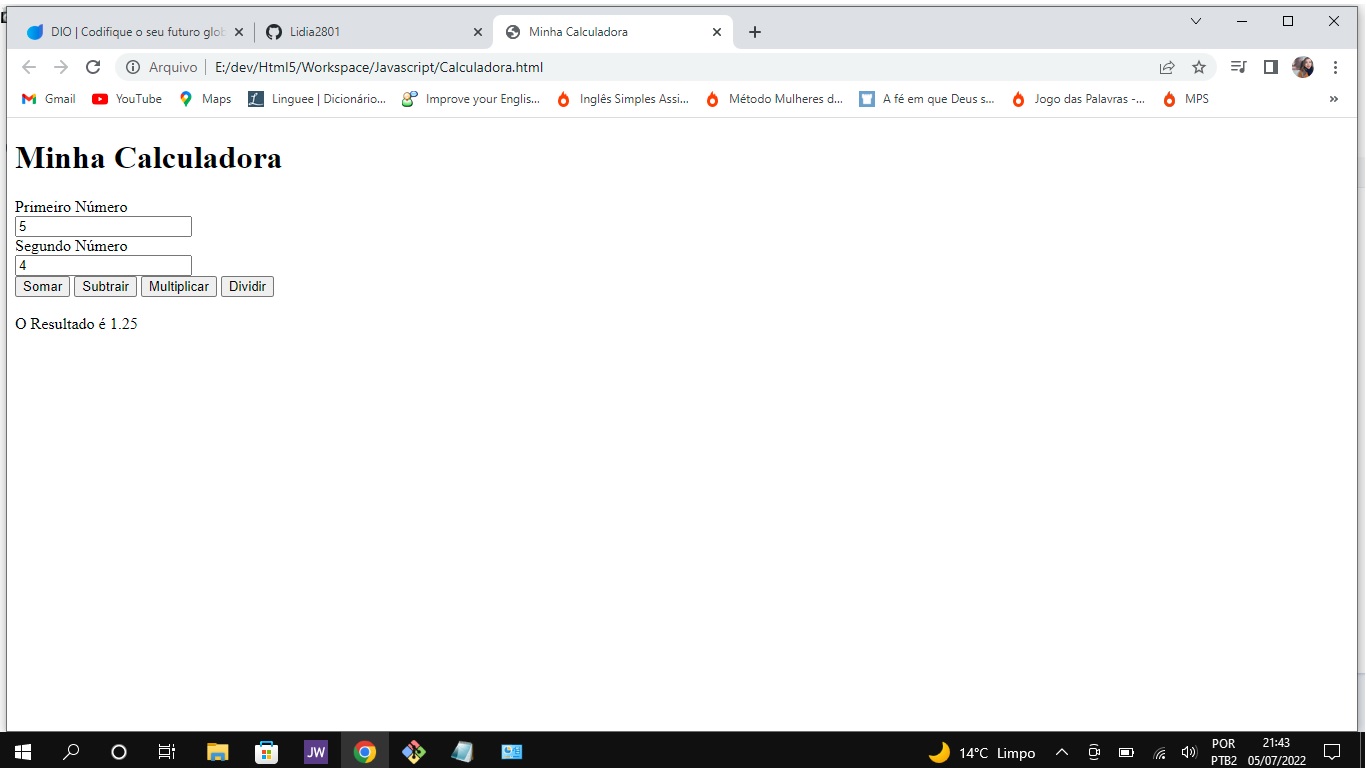 DIO | Codifique o seu futuro glob
Lidia2801
Minha Calculadora
Arquivo
E:/dev/Html5/Workspace/Javascript/Calculadora.html
Gmail
YouTube
Maps
Linguee | Dicionário...
Improve your Englis...
Inglês Simples Assi...
Método Mulheres d...
A fé em que Deus s...
Jogo das Palavras -...
MPS
»
Minha Calculadora
Primeiro Número
5
Segundo Número
4
Somar Subtrair Multiplicar Dividir
O Resultado é 1.25
JW
14°C Limpo
POR
PTB2
21:43
05/07/2022